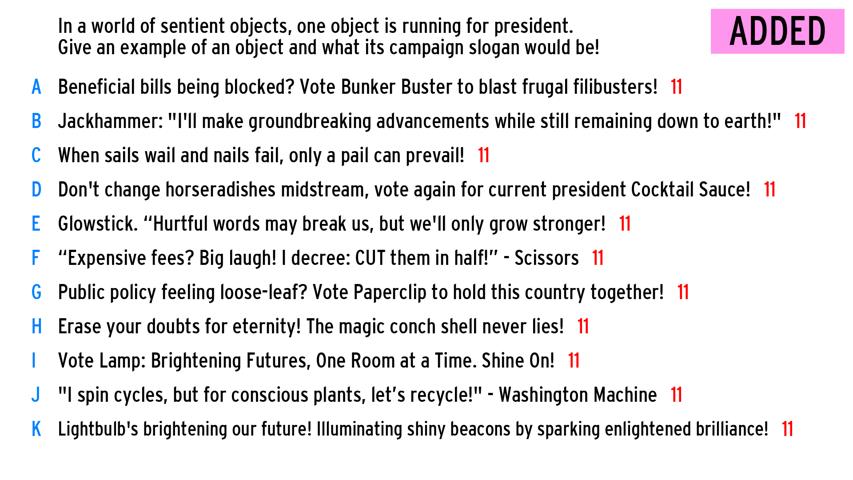 In a world of sentient objects, one object is running for president.
Give an example of an object and what its campaign slogan would be!
ADDED
A Beneficial bills being blocked? Vote Bunker Buster to blast frugal filibusters! 11
B Jackhammer: "I'll make groundbreaking advancements while still remaining down to earth!" 11
C When sails wail and nails fail, only a pail can prevail! 11
D Don't change horseradishes midstream, vote again for current president Cocktail Sauce! 11
E Glowstick. “Hurtful words may break us, but we'll only grow stronger! 11
F “Expensive fees? Big laugh! I decree: CUT them in half!” - Scissors 11
G Public policy feeling loose-leaf? Vote Paperclip to hold this country together! 11
H Erase your doubts for eternity! The magic conch shell never lies! 11
I Vote Lamp: Brightening Futures, One Room at a Time. Shine On! 11
J "I spin cycles, but for conscious plants, let’s recycle!" - Washington Machine 11
K Lightbulb's brightening our future! Illuminating shiny beacons by sparking enlightened brilliance! 11